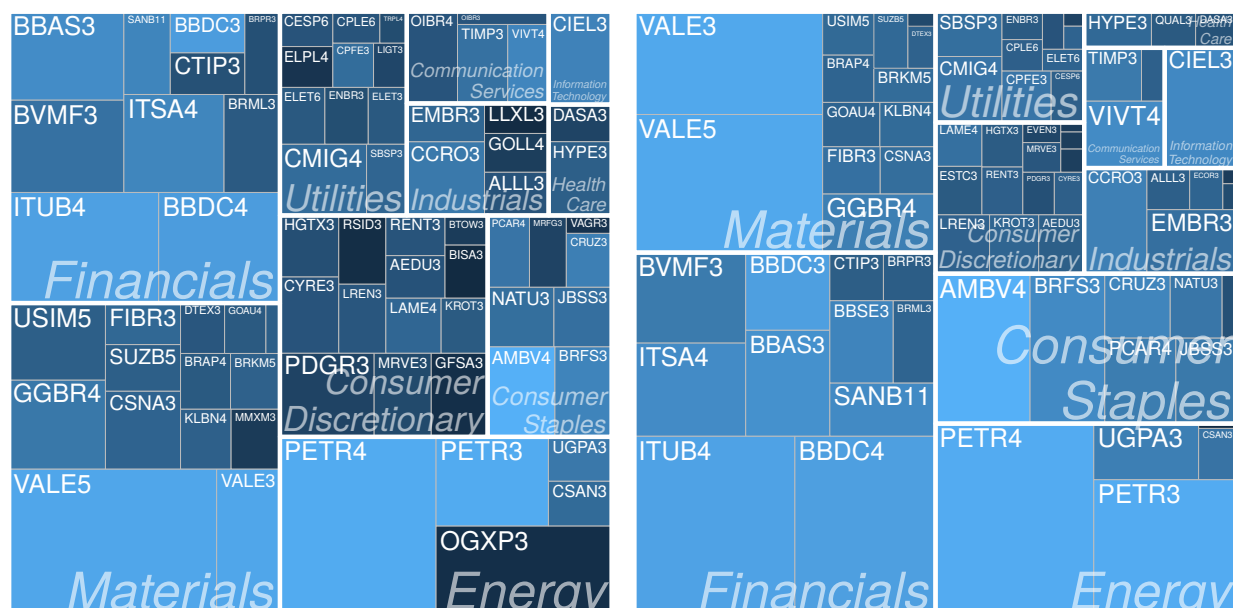 BBAS3
SANB11
BBDC3
BRPR3
CTIP3
BVMF3
ITSA4
BRML3
ITUB4
BBDC4
Financials
USIM5
FIBR3
DTEX3
GOAU4
SUZB5
BRAP4
BRKM5
GGBR4
CSNA3
KLBN4
MMXM3
VALE5
VALE3
Materials
CESP6
CPLE6
TRPL4
ELPL4
CPFE3
LIGT3
ELET6
ENBR3
ELET3
CMIG4
SBSP3
Utilities
OIBR4
OIBR3
TIMP3
VIVT4
Communication
Services
CIEL3
Information
Technology
EMBR3
LLXL3
CCRO3
GOLL4
ALLL3
Industrials
DASA3
HYPE3
Health
Care
HGTX3
RSID3
RENT3
BTOW3
AEDU3
BISA3
CYRE3
LREN3
LAME4
KROT3
PDGR3
MRVE3
GFSA3
Consumer
Discretionary
PCAR4
MRFG3
VAGR3
CRUZ3
NATU3
JBSS3
AMBV4
BRFS3
Consumer
Staples
PETR4
PETR3
UGPA3
CSAN3
OGXP3
Energy
VALE3
USIM5
SUZB5
DTEX3
BRAP4
BRKM5
VALE5
GOAU4
KLBN4
FIBR3
CSNA3
GGBR4
Materials
BVMF3
BBDC3
CTIP3
BRPR3
BBSE3
BRML3
ITSA4
BBAS3
SANB11
ITUB4
BBDC4
Financials
SBSP3
ENBR3
CPLE6
ELET6
CMIG4
CPFE3
CESP6
Utilities
HYPE3
QUAL3
DASA3
Health
Care
TIMP3
VIVT4
Communication
Services
CIEL3
Information
Technology
LAME4
HGTX3
EVEN3
MRVE3
ESTC3
RENT3
PDGR3
CYRE3
LREN3
KROT3
AEDU3
Consumer
Discretionary
CCRO3
ALLL3
ECOR3
EMBR3
Industrials
AMBV4
BRFS3
CRUZ3
NATU3
PCAR4
JBSS3
Consumer
Staples
PETR4
UGPA3
CSAN3
PETR3
Energy